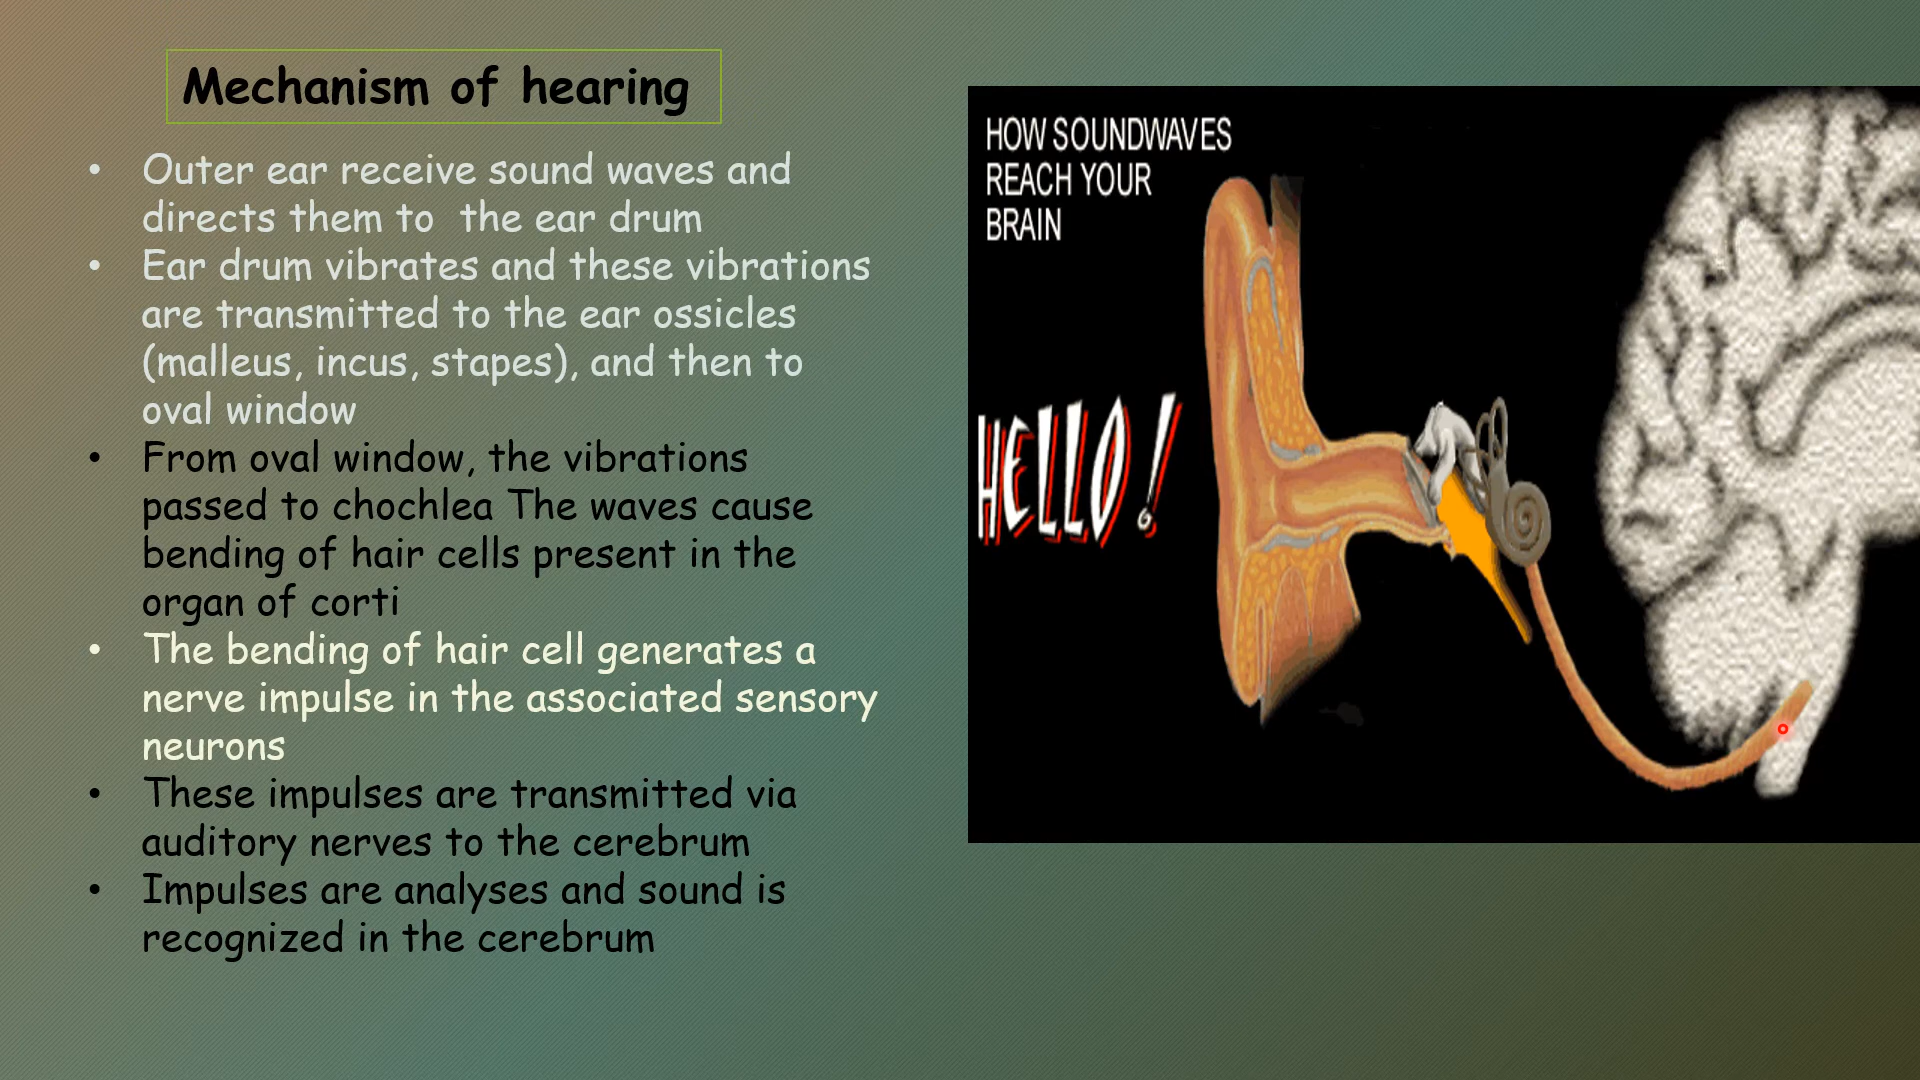 Mechanism of hearing
• Outer ear receive sound waves and
directs them to the ear drum
• Ear drum vibrates and these vibrations
are transmitted to the ear ossicles
(malleus, incus, stapes), and then to
oval window
• From oval window, the vibrations
passed to chochlea The waves cause
bending of hair cells present in the
organ of corti
• The bending of hair cell generates a
nerve impulse in the associated sensory
neurons
• These impulses are transmitted via
auditory nerves to the cerebrum
• Impulses are analyses and sound is
recognized in the cerebrum
HOW SOUNDWAVES
REACH YOUR
BRAIN
HELLO!